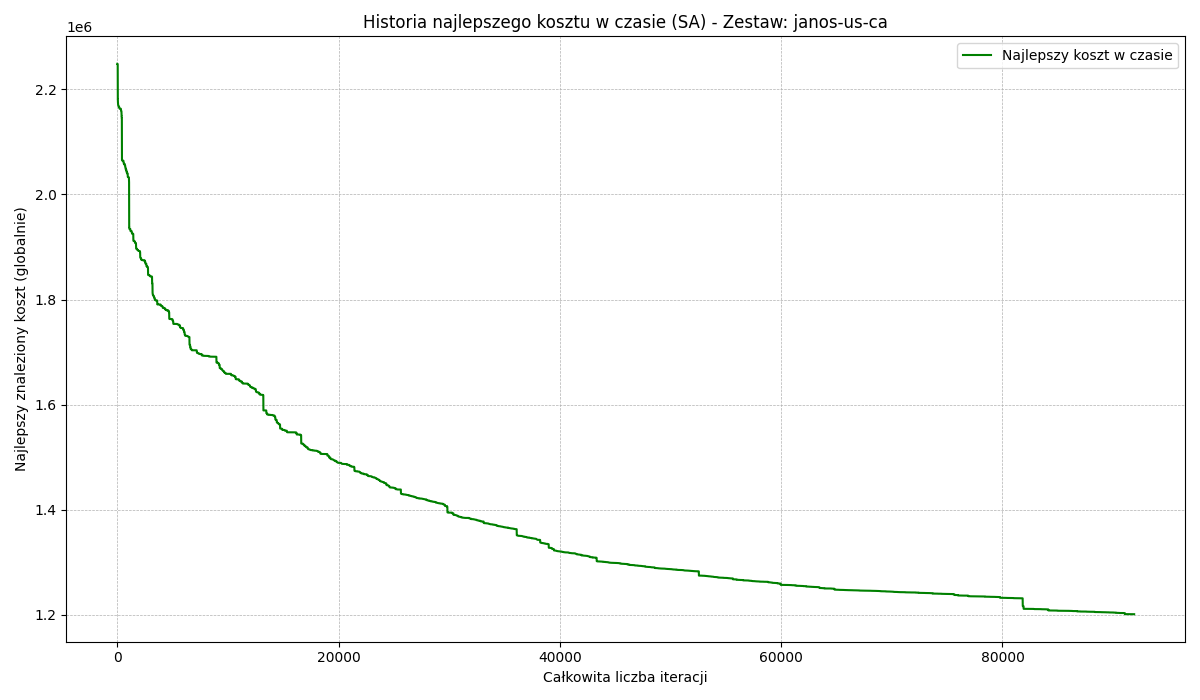 Historia najlepszego kosztu w czasie (SA) - Zestaw: janos-us-ca
1e6
Najlepszy koszt w czasie
2.2
2.0
1.8
1.6
1.4
1.2
Najlepszy znaleziony koszt (globalnie)
0
20000
40000
60000
80000
Całkowita liczba iteracji